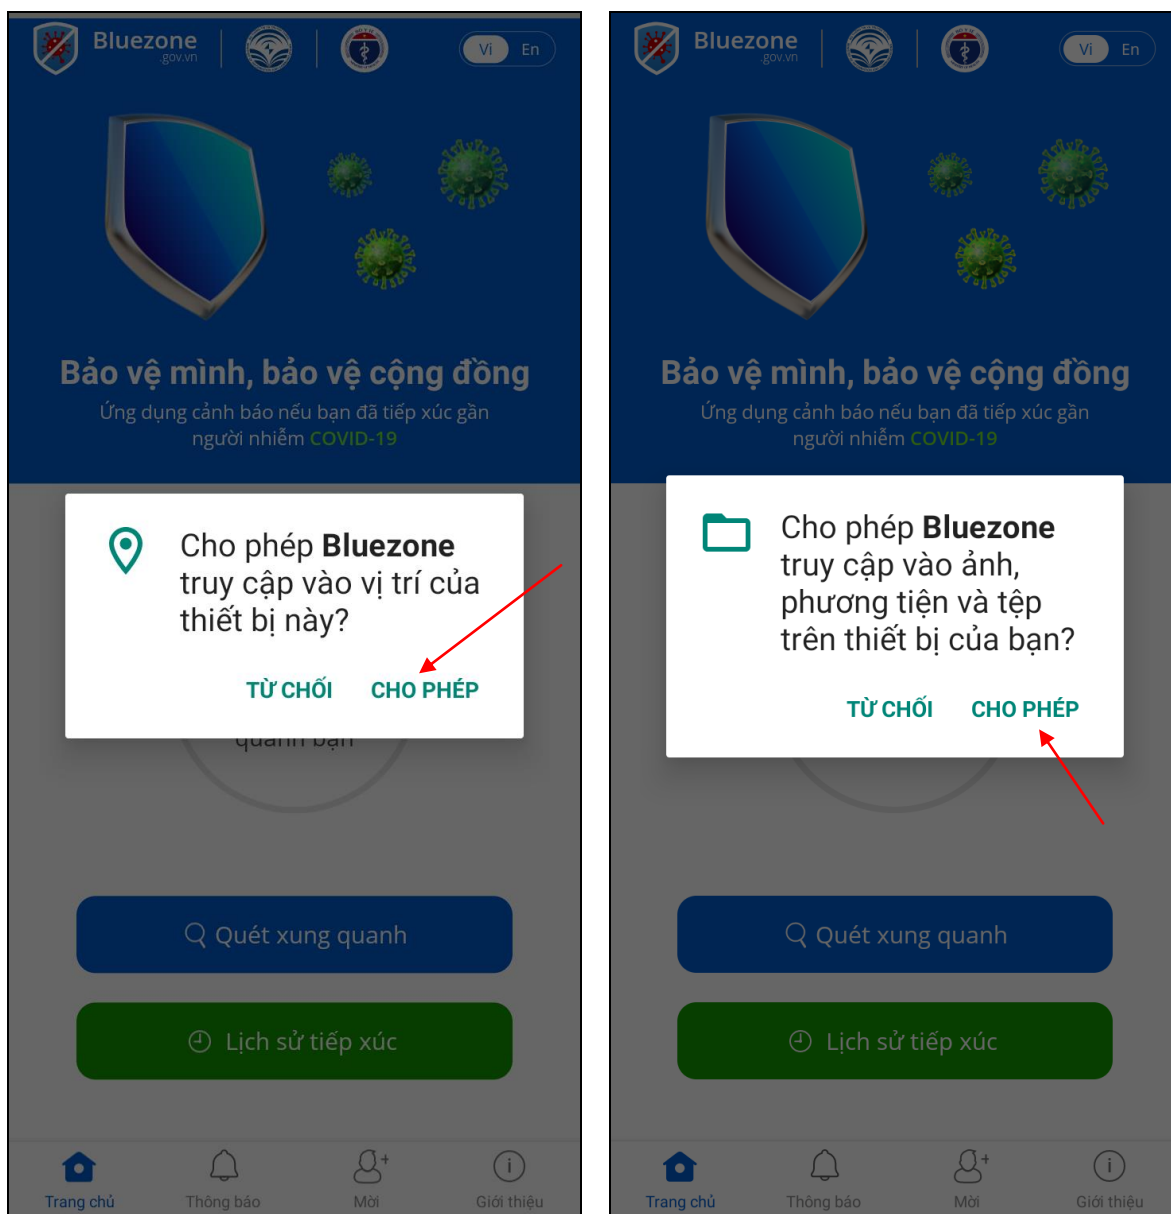 Bluezone
.gov.vn
Vi En
Bảo vệ mình, bảo vệ cộng đồng
Ứng dụng cảnh báo nếu bạn đã tiếp xúc gần
người nhiễm COVID-19
Cho phép Bluezone
truy cập vào vị trí của
thiết bị này?
TỪ CHỐI CHO PHÉP
quanh bạn
Quét xung quanh
Lịch sử tiếp xúc
Trang chủ Thông báo Mời Giới thiệu
Bluezone
.gov.vn
Vi En
Bảo vệ mình, bảo vệ cộng đồng
Ứng dụng cảnh báo nếu bạn đã tiếp xúc gần
người nhiễm COVID-19
Cho phép Bluezone
truy cập vào ảnh,
phương tiện và tệp
trên thiết bị của bạn?
TỪ CHỐI CHO PHÉP
Quét xung quanh
Lịch sử tiếp xúc
Trang chủ Thông báo Mời Giới thiệu